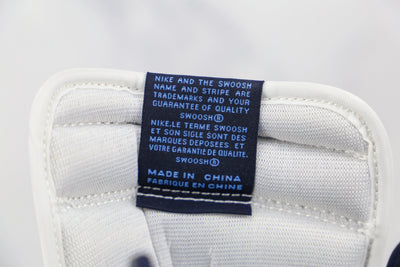 NIKE AND THE SWOOSH
NAME AND STRIPE ARE
TRADEMARKS AND YOUR
GUARANTEE OF QUALITY
SWOOSH®
NIKE.LE TERME SWOOSH
ET SON SIGLE SONT DES
MARQUES DEPOSEES ET
VOTRE GARANTIE DE QUALITE.
SWOOSH®
MADE IN CHINA
FABRIQUE EN CHINE